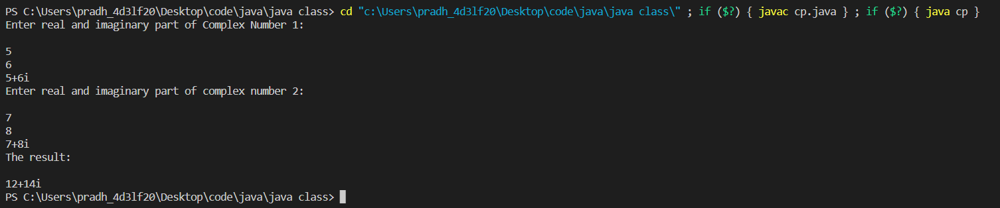 PS C:\Users\pradh_4d3lf20\Desktop\code\java\java class> cd "c:\Users\pradh_4d3lf20\Desktop\code\java\java class\" ; if ($?) { javac cp.java } ; if ($?) { java cp }
Enter real and imaginary part of Complex Number 1:
5
6
5+6i
Enter real and imaginary part of complex number 2:
7
8
7+8i
The result:
12+14i
PS C:\Users\pradh_4d3lf20\Desktop\code\java\java class>